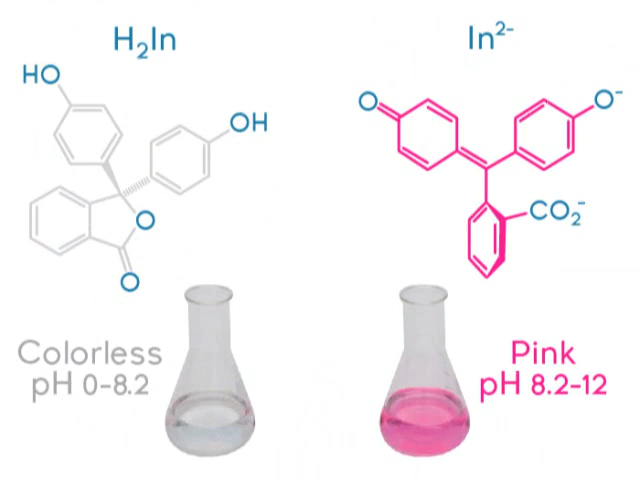 H₂In
In²⁻
HO
OH
O
O
O
O⁻
CO₂⁻
Colorless
pH 0-8.2
Pink
pH 8.2-12